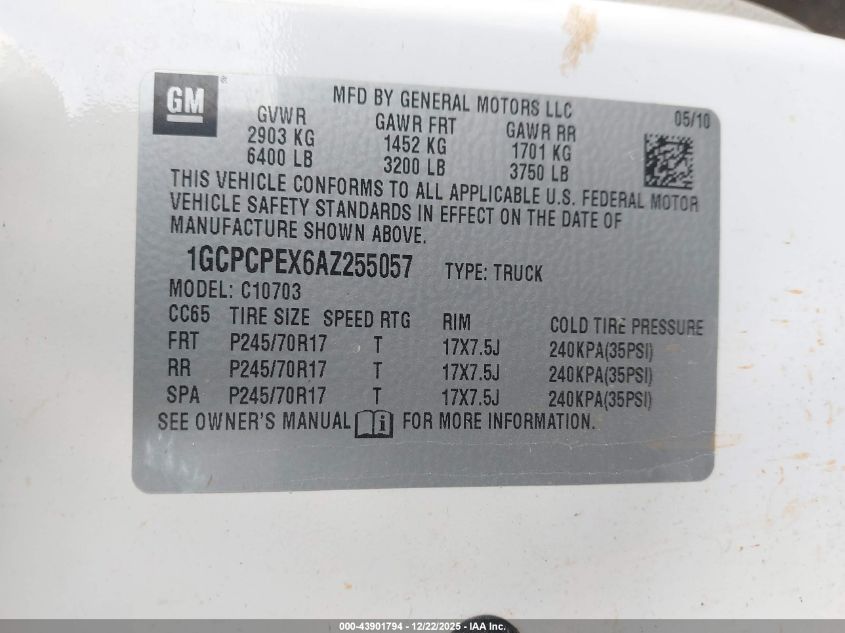 GM ®
MFD BY GENERAL MOTORS LLC
05/10
GVWR GAWR FRT GAWR RR
2903 KG 1452 KG 1701 KG
6400 LB 3200 LB 3750 LB
THIS VEHICLE CONFORMS TO ALL APPLICABLE U.S. FEDERAL MOTOR
VEHICLE SAFETY STANDARDS IN EFFECT ON THE DATE OF
MANUFACTURE SHOWN ABOVE.
1GCPCPEX6AZ255057 TYPE: TRUCK
MODEL: C10703
CC65 TIRE SIZE SPEED RTG RIM COLD TIRE PRESSURE
FRT P245/70R17 T 17X7.5J 240KPA(35PSI)
RR P245/70R17 T 17X7.5J 240KPA(35PSI)
SPA P245/70R17 T 17X7.5J 240KPA(35PSI)
SEE OWNER'S MANUAL i FOR MORE INFORMATION.
000-43901794 - 12/22/2025 - IAA Inc.